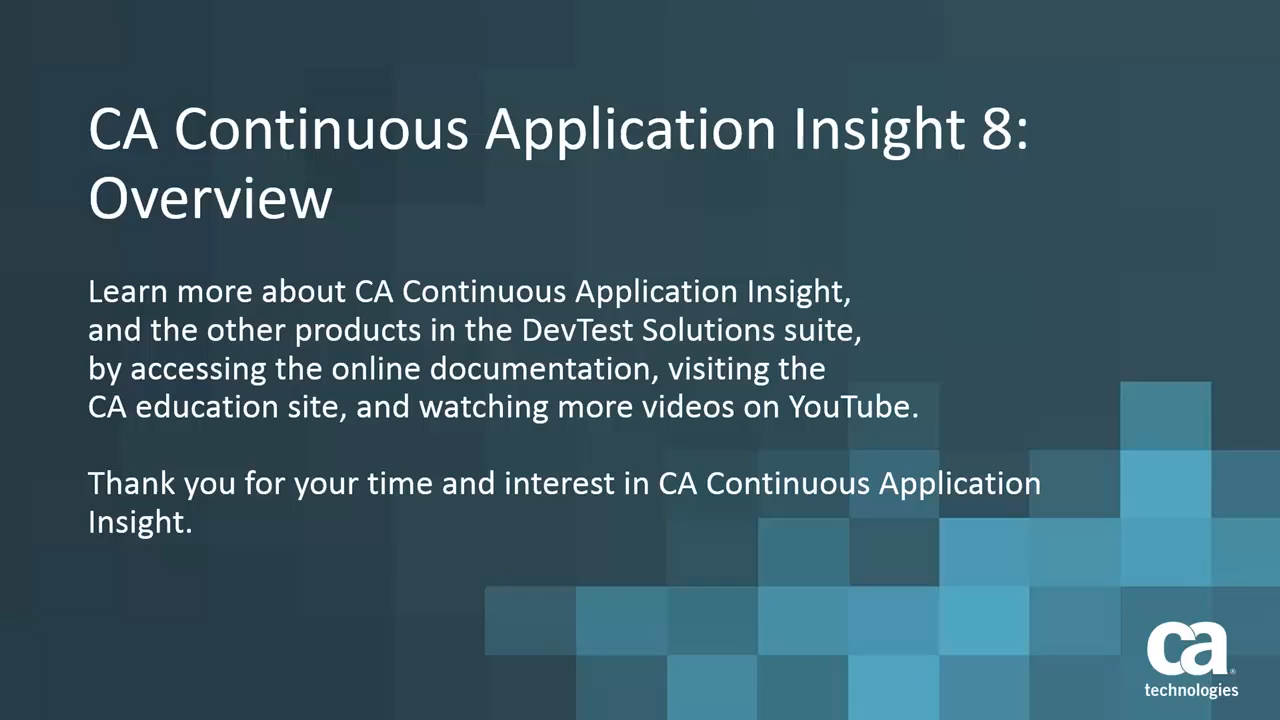 CA Continuous Application Insight 8:
Overview
Learn more about CA Continuous Application Insight,
and the other products in the DevTest Solutions suite,
by accessing the online documentation, visiting the
CA education site, and watching more videos on YouTube.
Thank you for your time and interest in CA Continuous Application
Insight.
ca®
technologies